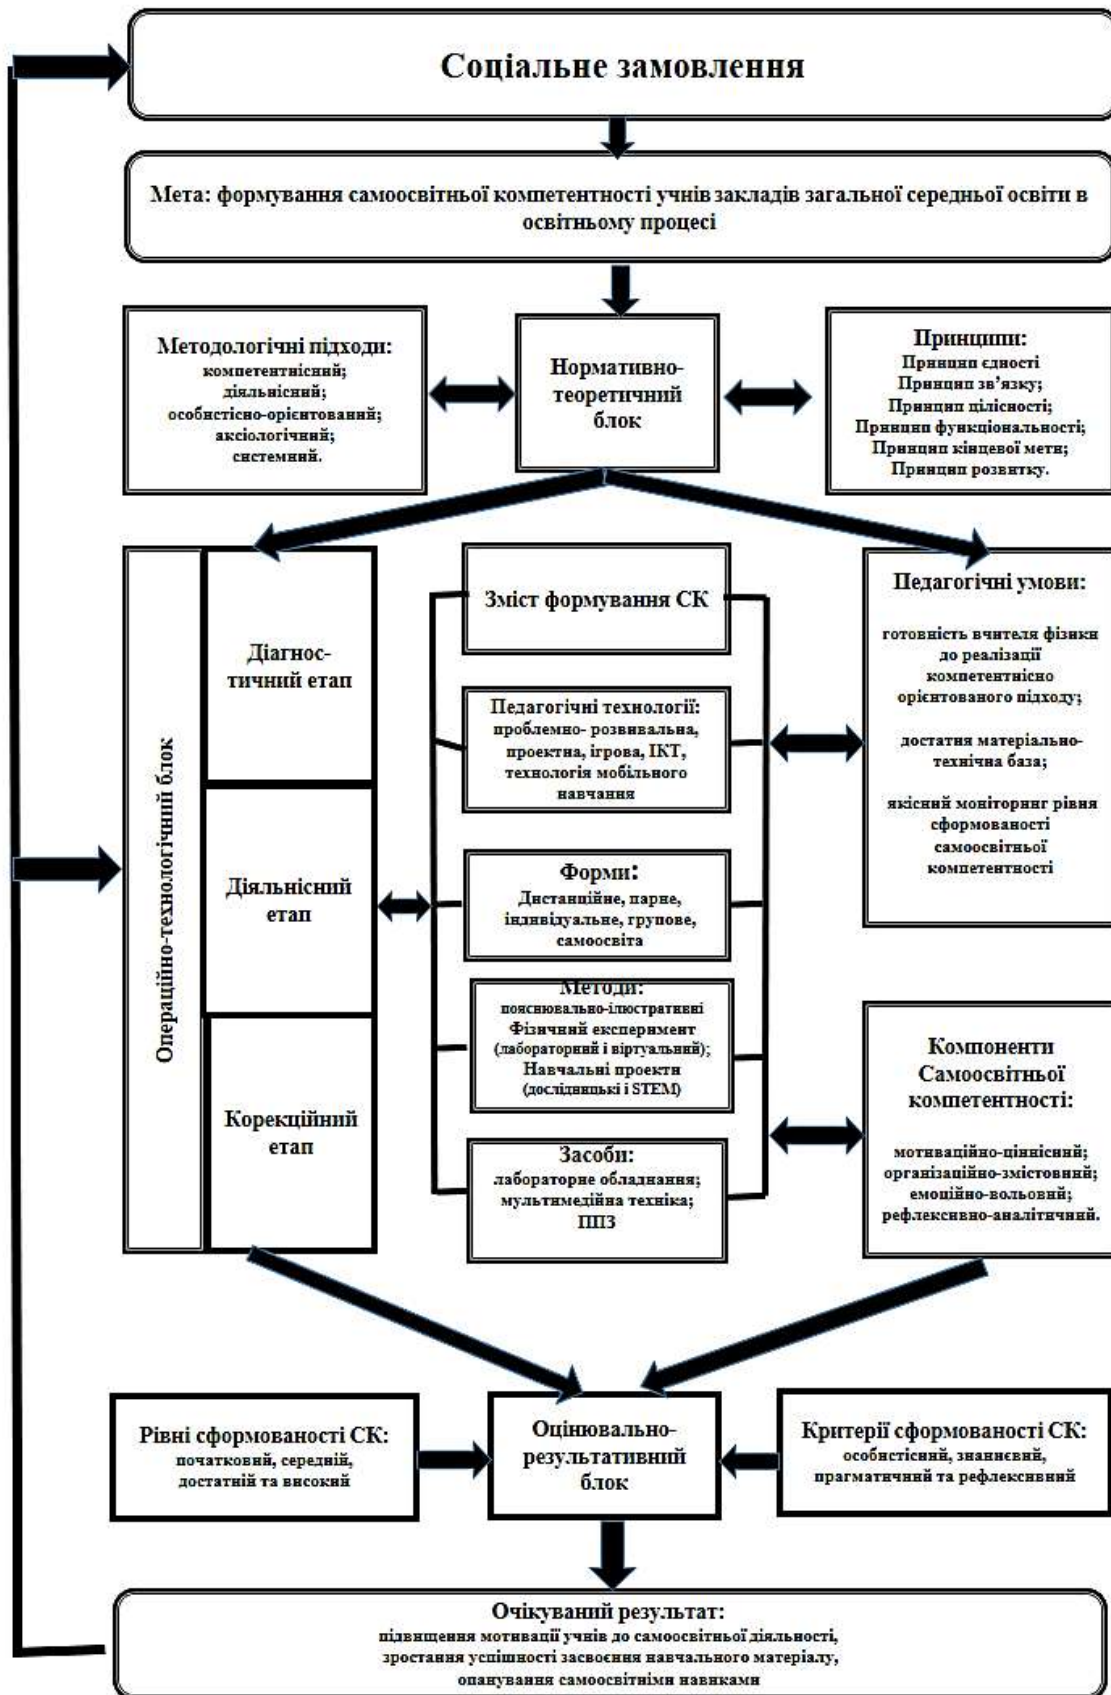 Соціальне замовлення
Мета: формування самоосвітньої компетентності учнів закладів загальної середньої освіти в
освітньому процесі
Методологічні підходи:
компетентнісний;
діяльнісний;
особистісно-орієнтований;
аксіологічний;
системний.
Нормативно-
теоретичний
блок
Принципи:
Принцип єдності
Принцип зв’язку;
Принцип цілісності;
Принцип функціональності;
Принцип кінцевої мети;
Принцип розвитку.
Операційно-технологічний блок
Діагнос-
тичний етап
Діяльнісний
етап
Корекційний
етап
Зміст формування СК
Педагогічні технології:
проблемно- розвивальна,
проектна, ігрова, ІКТ,
технологія мобільного
навчання
Форми:
Дистанційне, парне,
індивідуальне, групове,
самоосвіта
Методи:
пояснювально-ілюстративні
Фізичний експеримент
(лабораторний і віртуальний);
Навчальні проекти
(дослідницькі і STEM)
Засоби:
лабораторне обладнання;
мультимедійна техніка;
ППЗ
Педагогічні умови:
готовність вчителя фізики
до реалізації
компетентнісно
орієнтованого підходу;
достатня матеріально-
технічна база;
якісний моніторинг рівня
сформованості
самоосвітньої
компетентності
Компоненти
Самоосвітньої
компетентності:
мотиваційно-ціннісний;
організаційно-змістовний;
емоційно-вольовий;
рефлексивно-аналітичний.
Рівні сформованості СК:
початковий, середній,
достатній та високий
Оцінювально-
результативний
блок
Критерії сформованості СК:
особистісний, знаннєвий,
прагматичний та рефлексивний
Очікуваний результат:
підвищення мотивації учнів до самоосвітньої діяльності,
зростання успішності засвоєння навчального матеріалу,
опанування самоосвітніми навиками